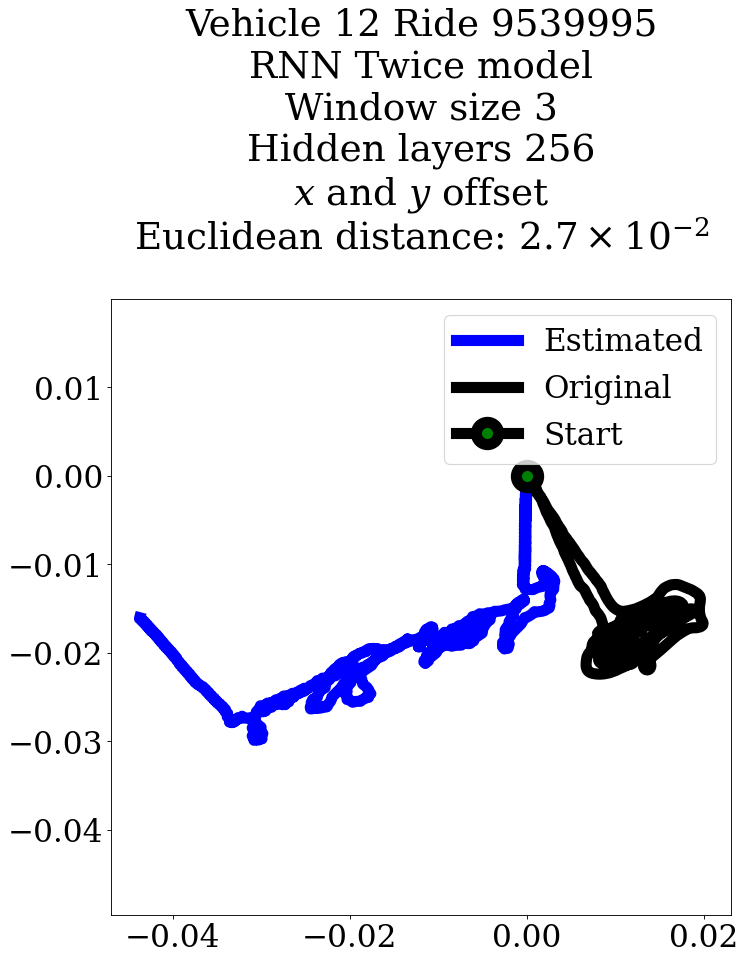 Vehicle 12 Ride 9539995
RNN Twice model
Window size 3
Hidden layers 256
x and y offset
Euclidean distance: 2.7 × 10⁻²
Estimated
Original
Start
0.01
0.00
−0.01
−0.02
−0.03
−0.04
−0.04 −0.02 0.00 0.02